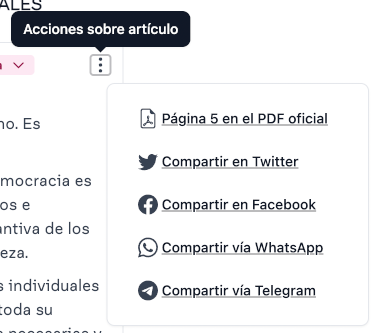 ALES
Acciones sobre artículo
no. Es
Página 5 en el PDF oficial
Compartir en Twitter
mocracia es
os e
Compartir en Facebook
antiva de los
eza.
Compartir vía WhatsApp
s individuales
Compartir vía Telegram
toda su